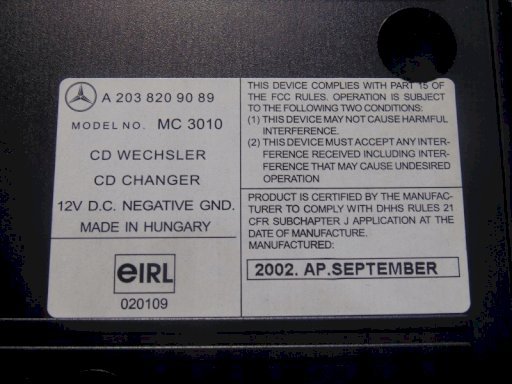 A 203 820 90 89
MODEL NO. MC 3010
CD WECHSLER
CD CHANGER
12V D.C. NEGATIVE GND.
MADE IN HUNGARY
eIRL
020109
THIS DEVICE COMPLIES WITH PART 15 OF
THE FCC RULES. OPERATION IS SUBJECT
TO THE FOLLOWING TWO CONDITIONS:
(1) THIS DEVICE MAY NOT CAUSE HARMFUL
INTERFERENCE.
(2) THIS DEVICE MUST ACCEPT ANY INTER-
FERENCE RECEIVED INCLUDING INTER-
FERENCE THAT MAY CAUSE UNDESIRED
OPERATION
PRODUCT IS CERTIFIED BY THE MANUFAC-
TURER TO COMPLY WITH DHHS RULES 21
CFR SUBCHAPTER J APPLICATION AT THE
DATE OF MANUFACTURE.
MANUFACTURED:
2002. AP.SEPTEMBER